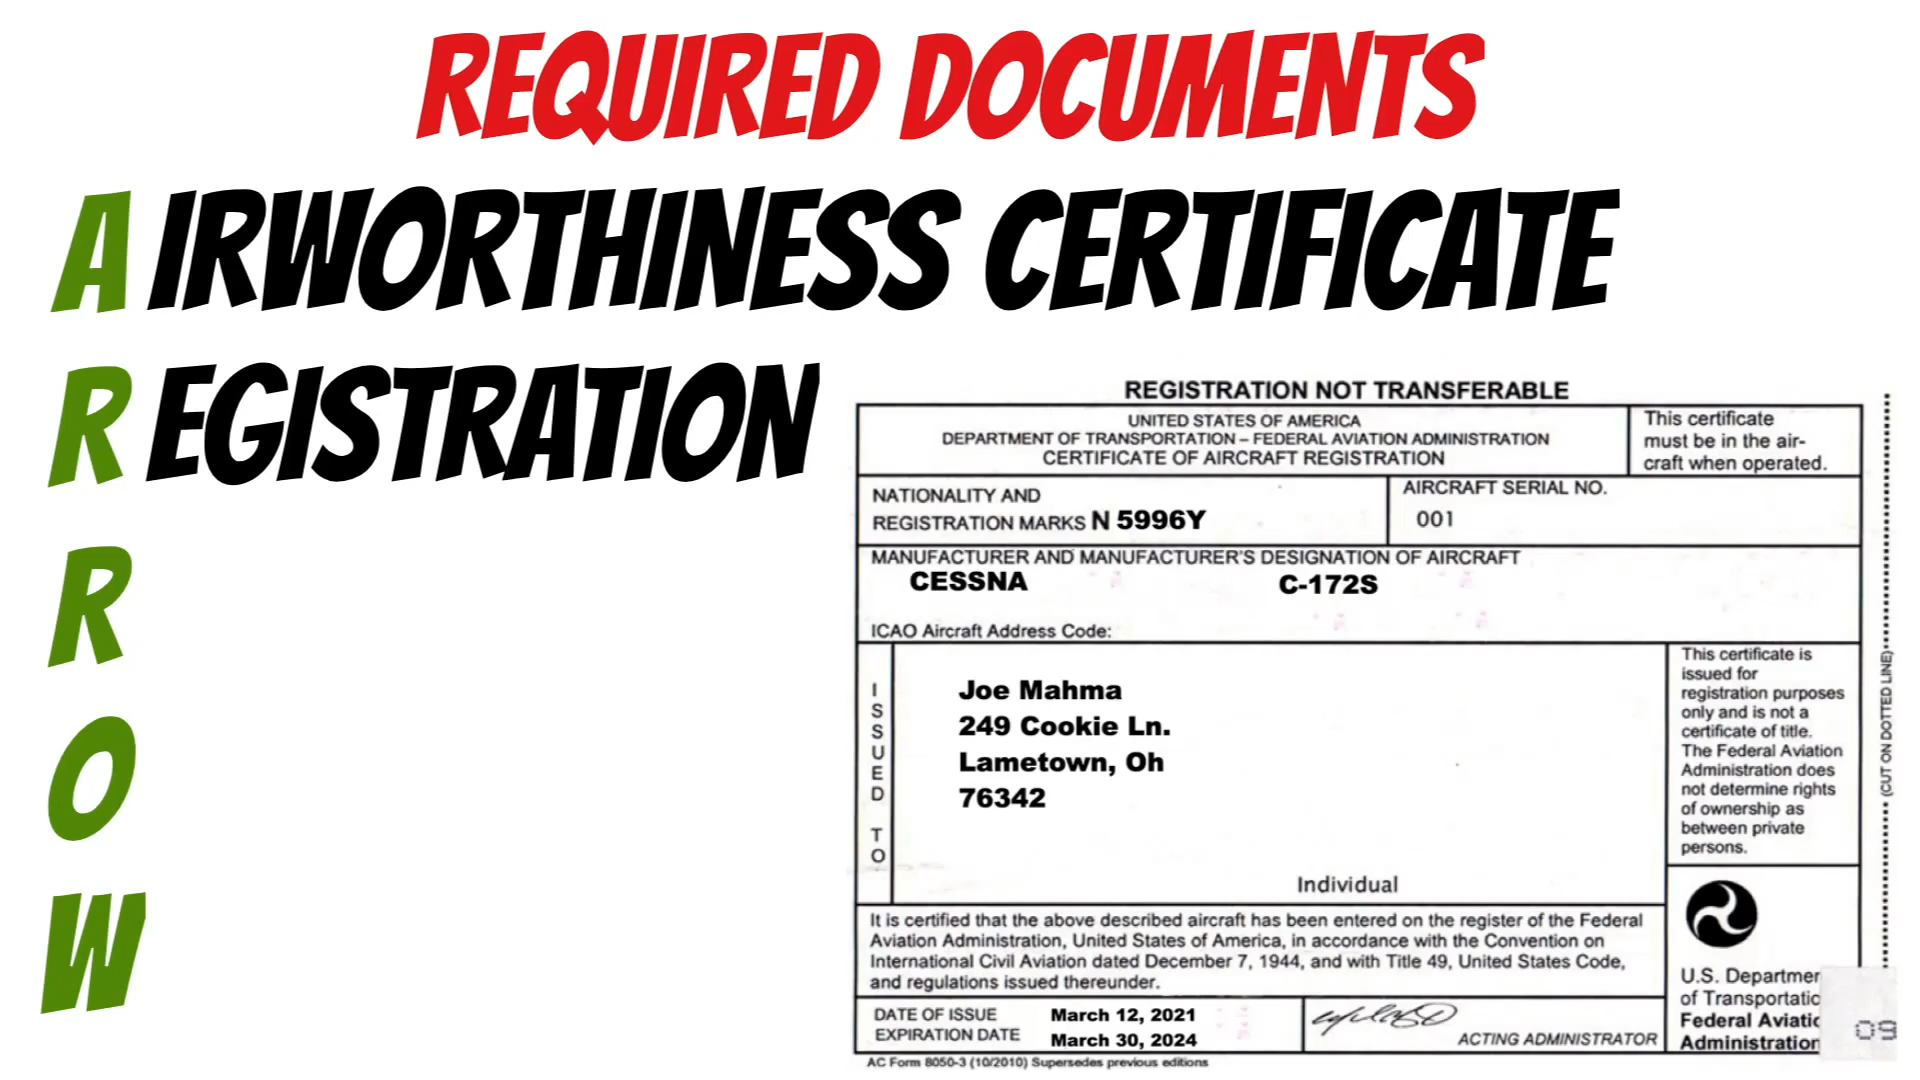 REQUIRED DOCUMENTS
AIRWORTHINESS CERTIFICATE
REGISTRATION
R
O
W
REGISTRATION NOT TRANSFERABLE
UNITED STATES OF AMERICA
DEPARTMENT OF TRANSPORTATION – FEDERAL AVIATION ADMINISTRATION
CERTIFICATE OF AIRCRAFT REGISTRATION
This certificate
must be in the air-
craft when operated.
NATIONALITY AND
REGISTRATION MARKS N 5996Y
AIRCRAFT SERIAL NO.
001
MANUFACTURER AND MANUFACTURER'S DESIGNATION OF AIRCRAFT
CESSNA C-172S
ICAO Aircraft Address Code:
ISSUED TO
Joe Mahma
249 Cookie Ln.
Lametown, Oh
76342
Individual
This certificate is
issued for
registration purposes
only and is not a
certificate of title.
The Federal Aviation
Administration does
not determine rights
of ownership as
between private
persons.
(CUT ON DOTTED LINE)
It is certified that the above described aircraft has been entered on the register of the Federal
Aviation Administration, United States of America, in accordance with the Convention on
International Civil Aviation dated December 7, 1944, and with Title 49, United States Code,
and regulations issued thereunder.
DATE OF ISSUE March 12, 2021
EXPIRATION DATE March 30, 2024
ACTING ADMINISTRATOR
U.S. Departmen
of Transportatic
Federal Aviatic
Administration
09
AC Form 8050-3 (10/2010) Supersedes previous editions